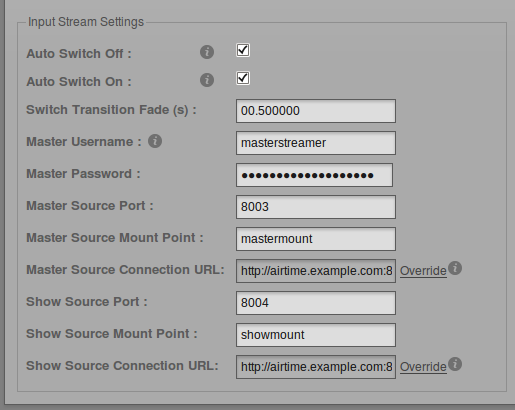 Input Stream Settings
Auto Switch Off :
Auto Switch On :
Switch Transition Fade (s) : 00.500000
Master Username : masterstreamer
Master Password : ●●●●●●●●●●●●●●●●●●●
Master Source Port : 8003
Master Source Mount Point : mastermount
Master Source Connection URL: http://airtime.example.com:8 Override
Show Source Port : 8004
Show Source Mount Point : showmount
Show Source Connection URL: http://airtime.example.com:8 Override